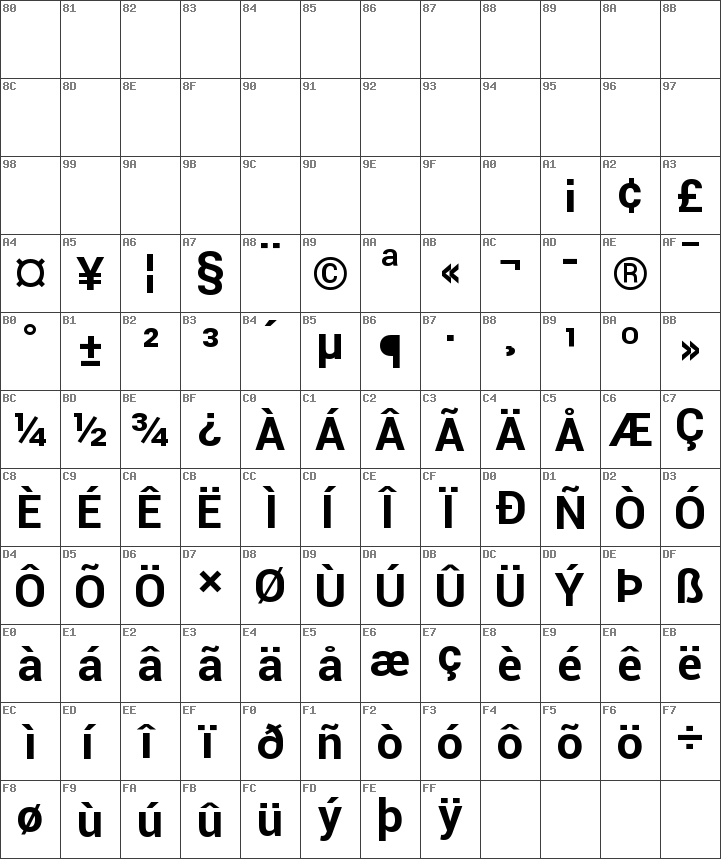 80 81 82 83 84 85 86 87 88 89 8A 8B
8C 8D 8E 8F 90 91 92 93 94 95 96 97
98 99 9A 9B 9C 9D 9E 9F A0 A1 A2 A3
¡ ¢ £
A4 A5 A6 A7 A8 A9 AA AB AC AD AE AF
¤ ¥ ¦ § ¨ © ª « ¬ - ® ¯
B0 B1 B2 B3 B4 B5 B6 B7 B8 B9 BA BB
° ± ² ³ ´ µ ¶ · ¸ ¹ º »
BC BD BE BF C0 C1 C2 C3 C4 C5 C6 C7
¼ ½ ¾ ¿ À Á Â Ã Ä Å Æ Ç
C8 C9 CA CB CC CD CE CF D0 D1 D2 D3
È É Ê Ë Ì Í Î Ï Ð Ñ Ò Ó
D4 D5 D6 D7 D8 D9 DA DB DC DD DE DF
Ô Õ Ö × Ø Ù Ú Û Ü Ý Þ ß
E0 E1 E2 E3 E4 E5 E6 E7 E8 E9 EA EB
à á â ã ä å æ ç è é ê ë
EC ED EE EF F0 F1 F2 F3 F4 F5 F6 F7
ì í î ï ð ñ ò ó ô õ ö ÷
F8 F9 FA FB FC FD FE FF
ø ù ú û ü ý þ ÿ